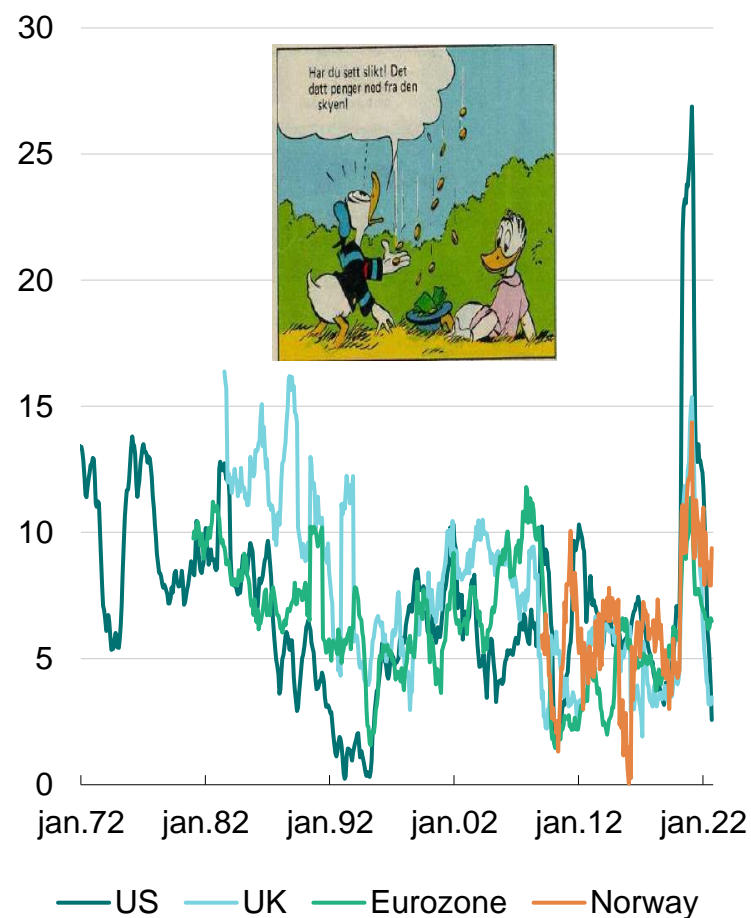 30
Har du sett slikt! Det
datt penger ned fra den
skyen!
25
20
15
10
5
0
jan.72 jan.82 jan.92 jan.02 jan.12 jan.22
US UK Eurozone Norway